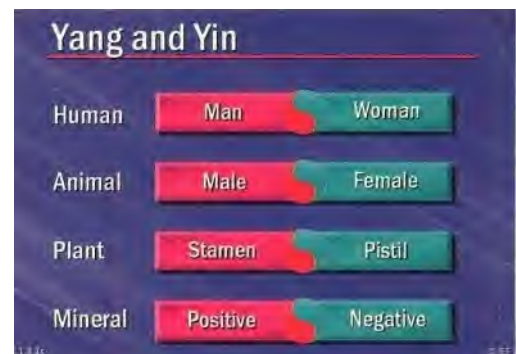 Yang and Yin
Human Man Woman
Animal Male Female
Plant Stamen Pistil
Mineral Positive Negative